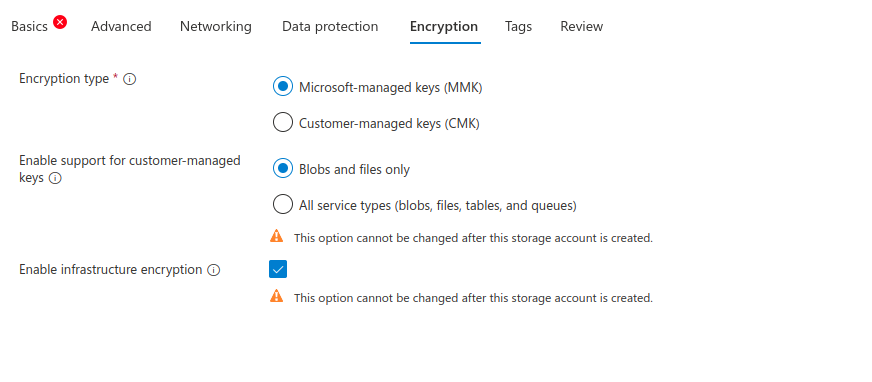 Basics
Advanced
Networking
Data protection
Encryption
Tags
Review
Encryption type *
Microsoft-managed keys (MMK)
Customer-managed keys (CMK)
Enable support for customer-managed
keys
Blobs and files only
All service types (blobs, files, tables, and queues)
This option cannot be changed after this storage account is created.
Enable infrastructure encryption
This option cannot be changed after this storage account is created.